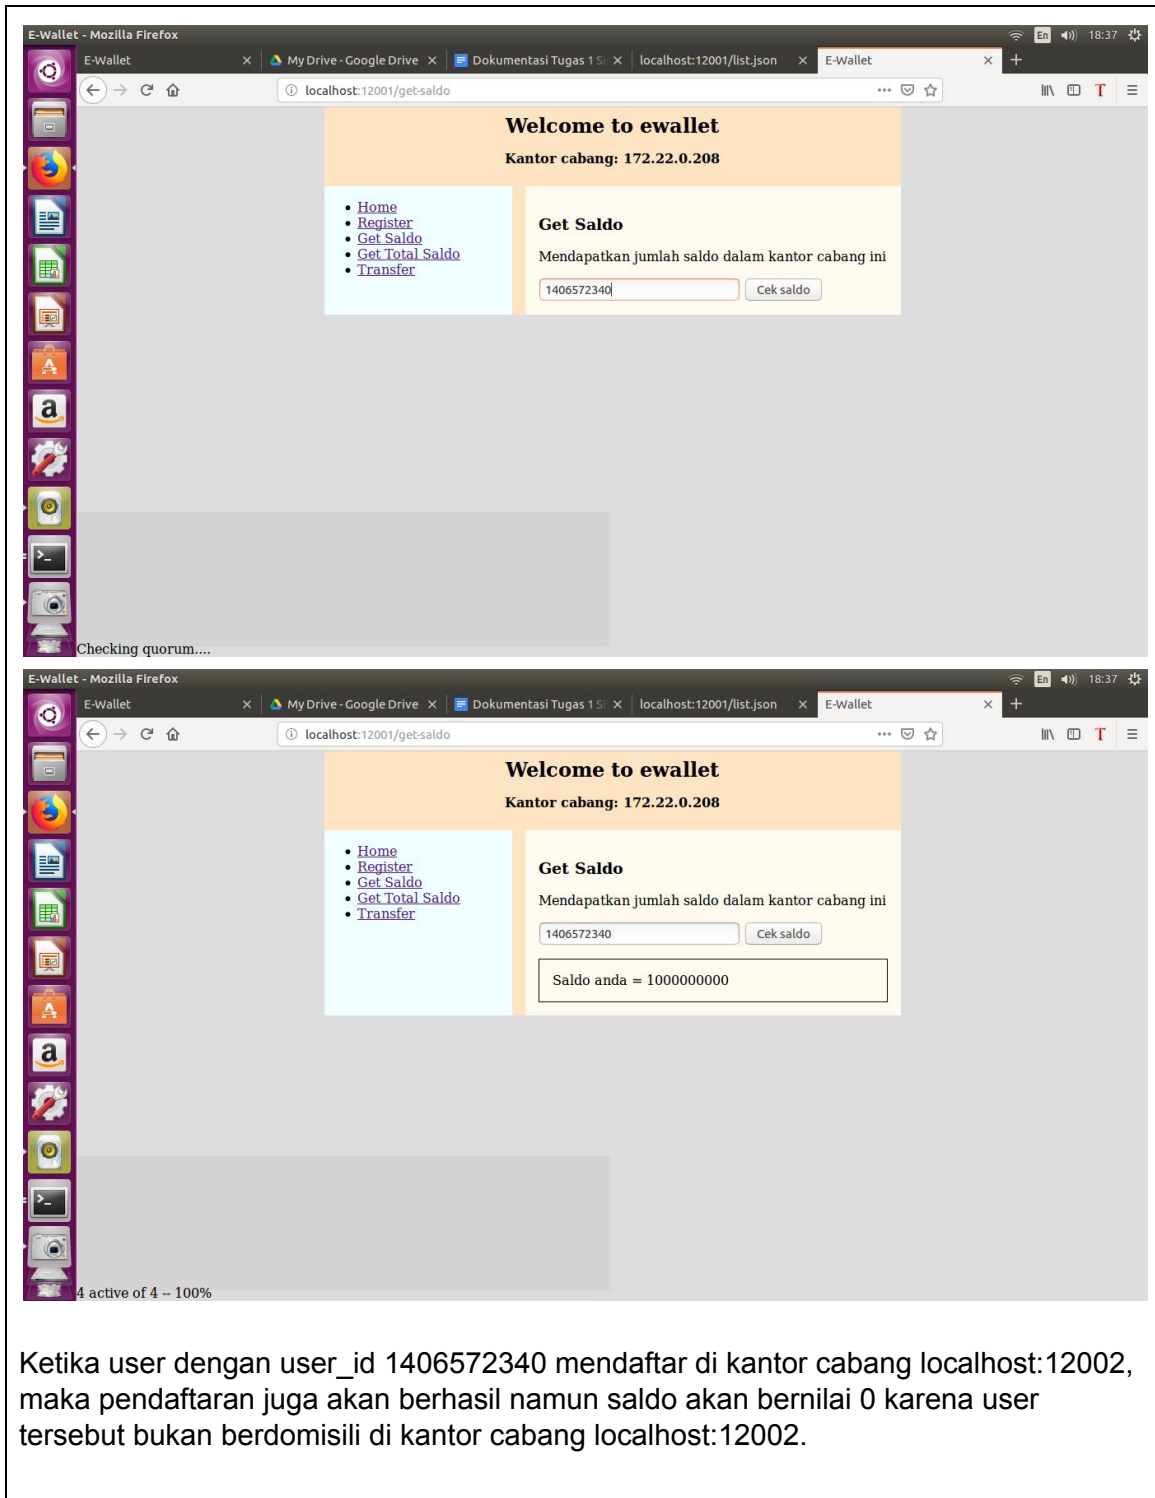 E-Wallet - Mozilla Firefox
En 18:37
E-Wallet My Drive - Google Drive Dokumentasi Tugas 1 Si localhost:12001/list.json E-Wallet
localhost:12001/get-saldo
Welcome to ewallet
Kantor cabang: 172.22.0.208
Home
Register
Get Saldo
Get Total Saldo
Transfer
Get Saldo
Mendapatkan jumlah saldo dalam kantor cabang ini
1406572340 Cek saldo
Checking quorum....
E-Wallet - Mozilla Firefox
En 18:37
E-Wallet My Drive - Google Drive Dokumentasi Tugas 1 Si localhost:12001/list.json E-Wallet
localhost:12001/get-saldo
Welcome to ewallet
Kantor cabang: 172.22.0.208
Home
Register
Get Saldo
Get Total Saldo
Transfer
Get Saldo
Mendapatkan jumlah saldo dalam kantor cabang ini
1406572340 Cek saldo
Saldo anda = 1000000000
4 active of 4 -- 100%
Ketika user dengan user_id 1406572340 mendaftar di kantor cabang localhost:12002,
maka pendaftaran juga akan berhasil namun saldo akan bernilai 0 karena user
tersebut bukan berdomisili di kantor cabang localhost:12002.